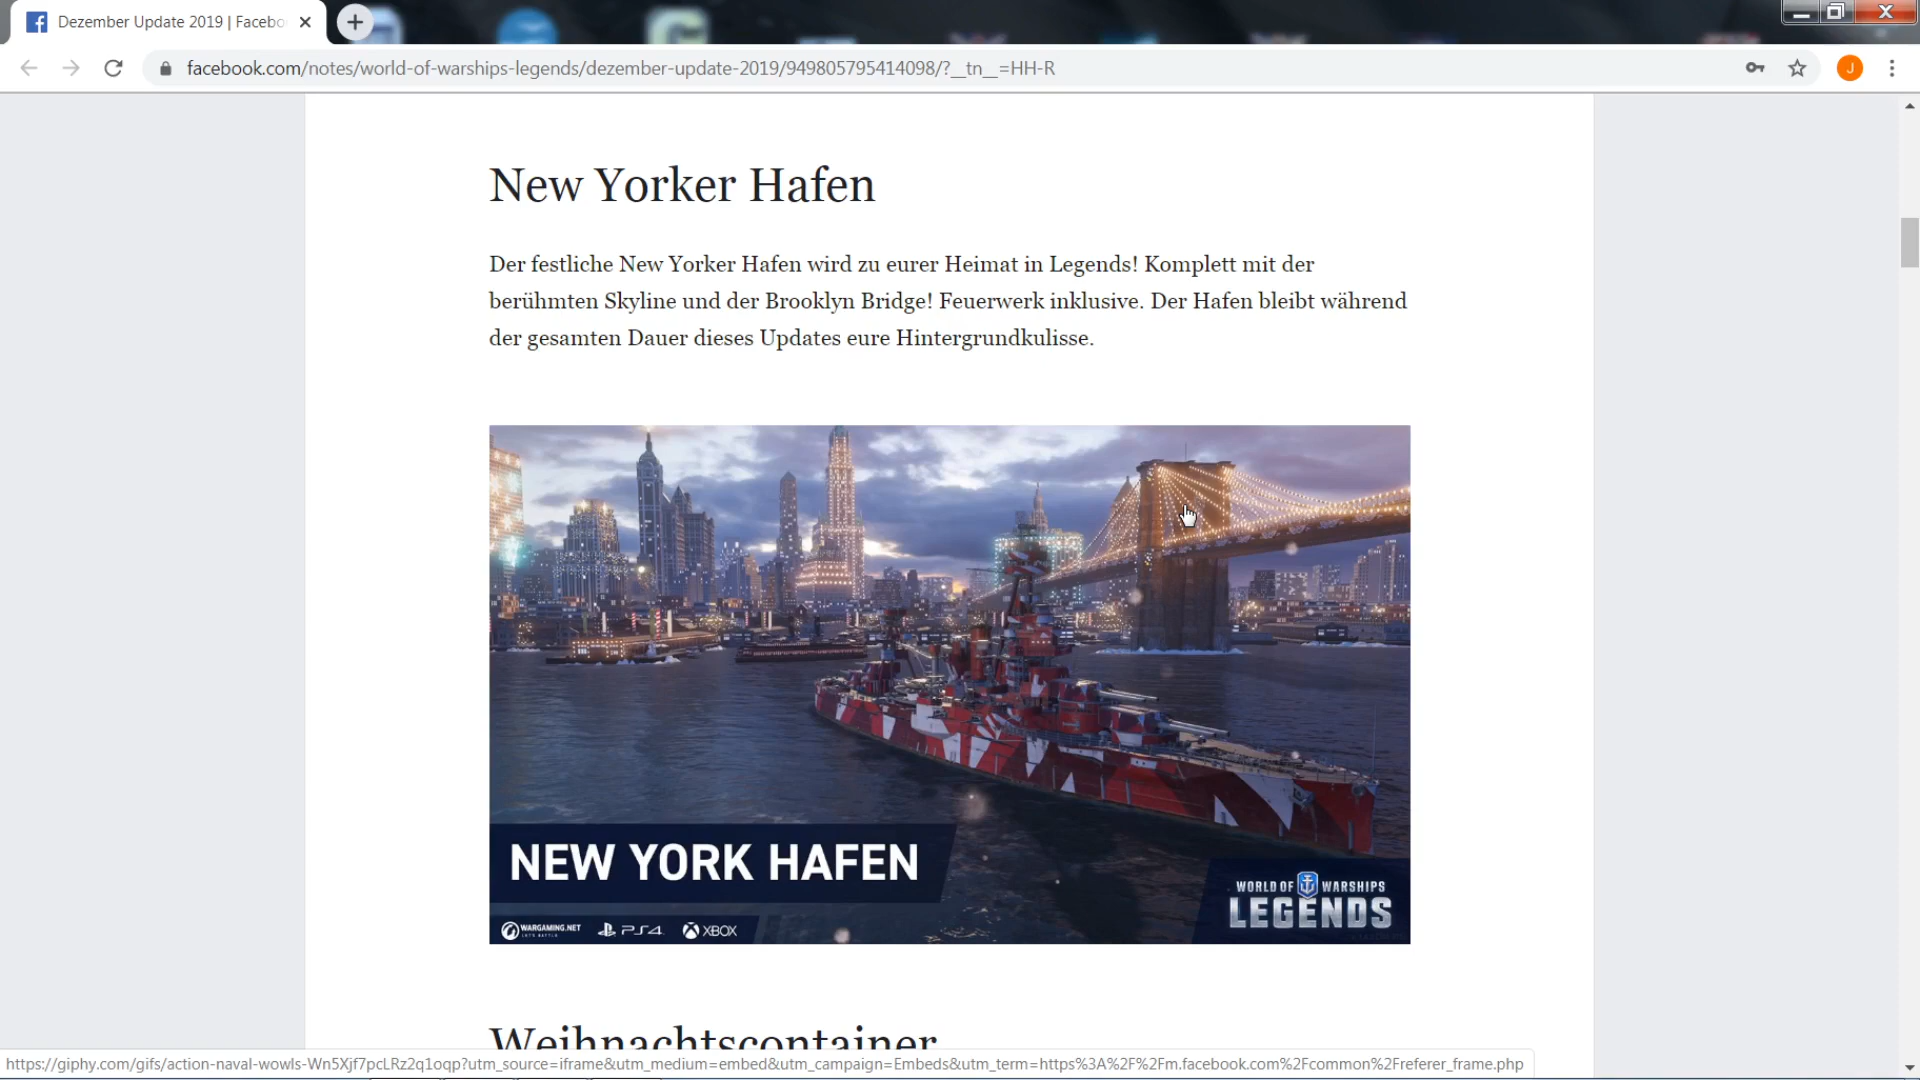 Dezember Update 2019 | Facebo
facebook.com/notes/world-of-warships-legends/dezember-update-2019/949805795414098/?__tn__=HH-R
J
New Yorker Hafen
Der festliche New Yorker Hafen wird zu eurer Heimat in Legends! Komplett mit der
berühmten Skyline und der Brooklyn Bridge! Feuerwerk inklusive. Der Hafen bleibt während
der gesamten Dauer dieses Updates eure Hintergrundkulisse.
NEW YORK HAFEN
WORLD OF WARSHIPS
LEGENDS
WARGAMING.NET
LET'S BATTLE
PS4
XBOX
Weihnachtscontainer
https://giphy.com/gifs/action-naval-wowls-Wn5Xjf7pcLRz2q1oqp?utm_source=iframe&utm_medium=embed&utm_campaign=Embeds&utm_term=https%3A%2F%2Fm.facebook.com%2Fcommon%2Freferer_frame.php